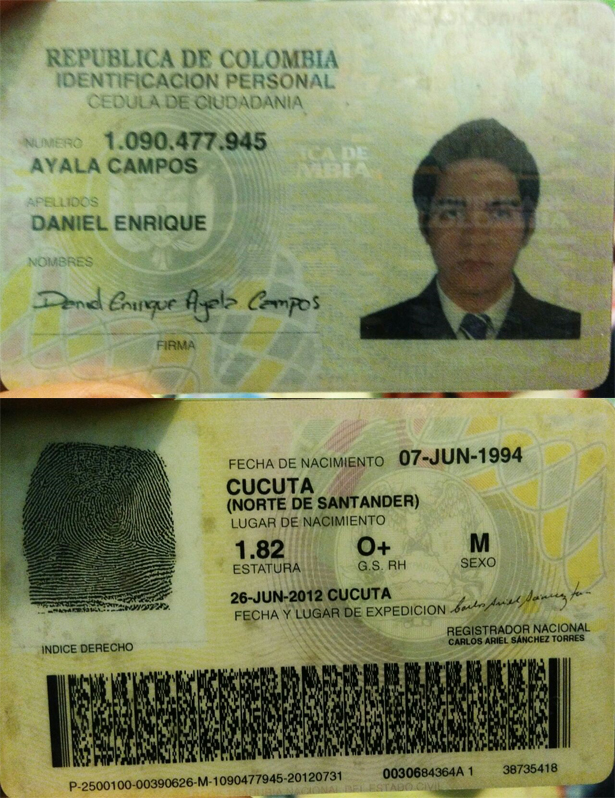 REPUBLICA DE COLOMBIA
IDENTIFICACION PERSONAL
CEDULA DE CIUDADANIA
NUMERO 1.090.477.945
AYALA CAMPOS
APELLIDOS
DANIEL ENRIQUE
NOMBRES
Daniel Enrique Ayala Campos
FIRMA
FECHA DE NACIMIENTO 07-JUN-1994
CUCUTA
(NORTE DE SANTANDER)
LUGAR DE NACIMIENTO
1.82 O+ M
ESTATURA G.S. RH SEXO
26-JUN-2012 CUCUTA
FECHA Y LUGAR DE EXPEDICION
REGISTRADOR NACIONAL
CARLOS ARIEL SÁNCHEZ TORRES
INDICE DERECHO
P-2500100-00390626-M-1090477945-20120731 0030684364A 1 38735418